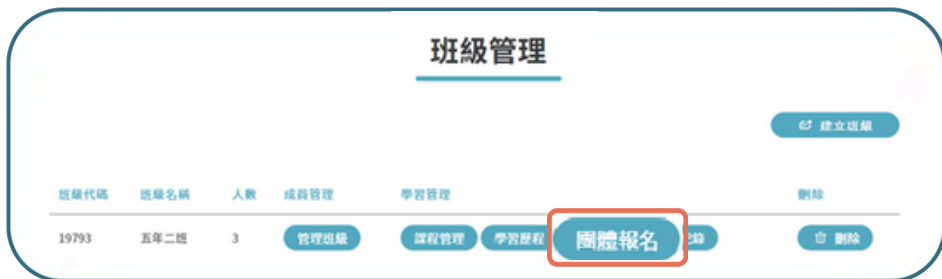 班級管理
建立班級
班級代碼 班級名稱 人數 成員管理 學習管理 刪除
19793 五年二班 3 管理班級 課程管理 學習歷程 團體報名 刪除